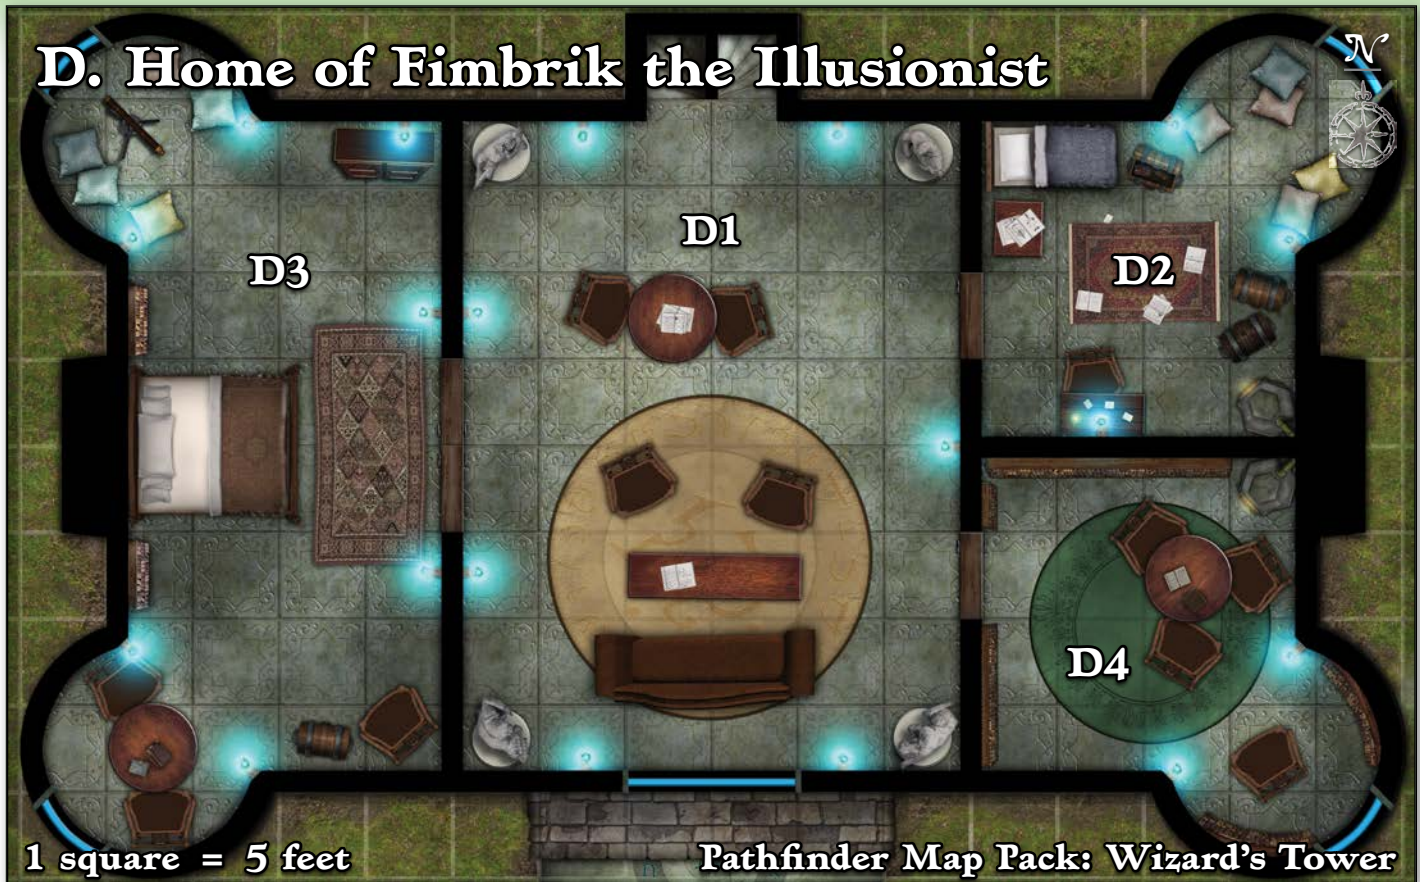 D. Home of Fimbrik the Illusionist
N
D1
D3
D2
D4
1 square = 5 feet
Pathfinder Map Pack: Wizard's Tower